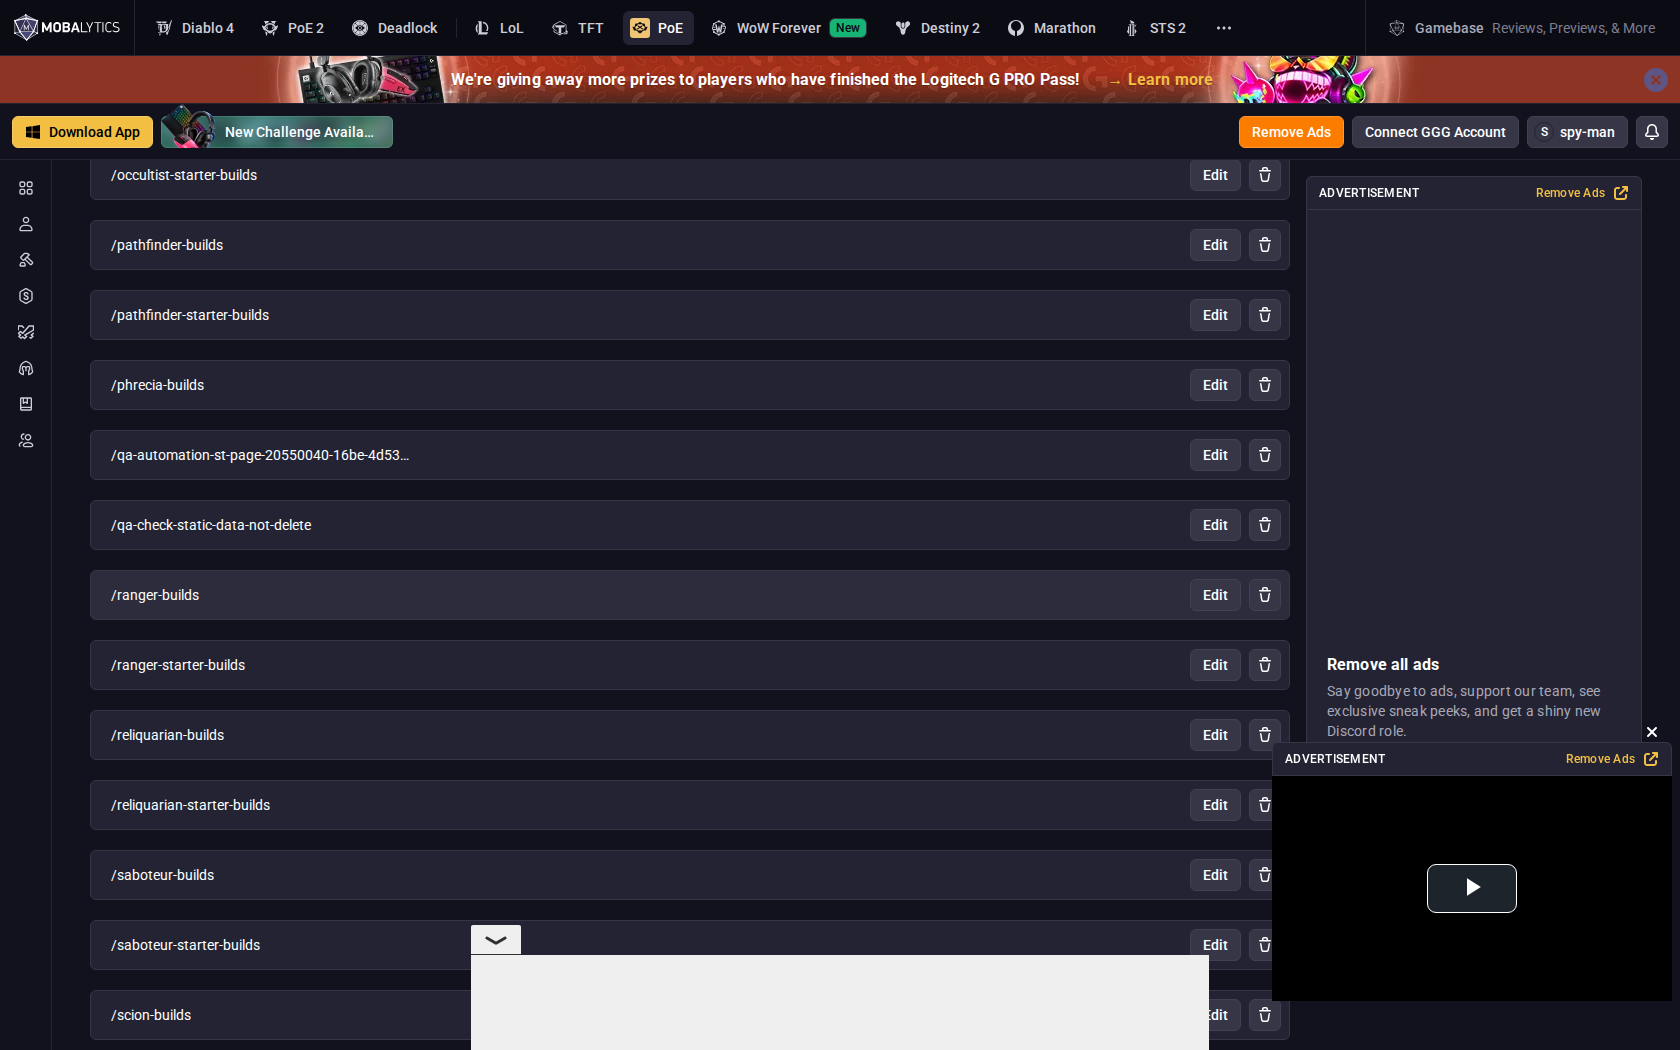 MOBALYTICS
Diablo 4
PoE 2
Deadlock
LoL
TFT
PoE
WoW Forever New
Destiny 2
Marathon
STS 2
Gamebase Reviews, Previews, & More
We're giving away more prizes to players who have finished the Logitech G PRO Pass! → Learn more
Download App
New Challenge Availa...
Remove Ads
Connect GGG Account
S spy-man
/occultist-starter-builds Edit
/pathfinder-builds Edit
/pathfinder-starter-builds Edit
/phrecia-builds Edit
/qa-automation-st-page-20550040-16be-4d53... Edit
/qa-check-static-data-not-delete Edit
/ranger-builds Edit
/ranger-starter-builds Edit
/reliquarian-builds Edit
/reliquarian-starter-builds Edit
/saboteur-builds Edit
/saboteur-starter-builds Edit
/scion-builds Edit
ADVERTISEMENT Remove Ads
Remove all ads
Say goodbye to ads, support our team, see
exclusive sneak peeks, and get a shiny new
Discord role.
ADVERTISEMENT Remove Ads